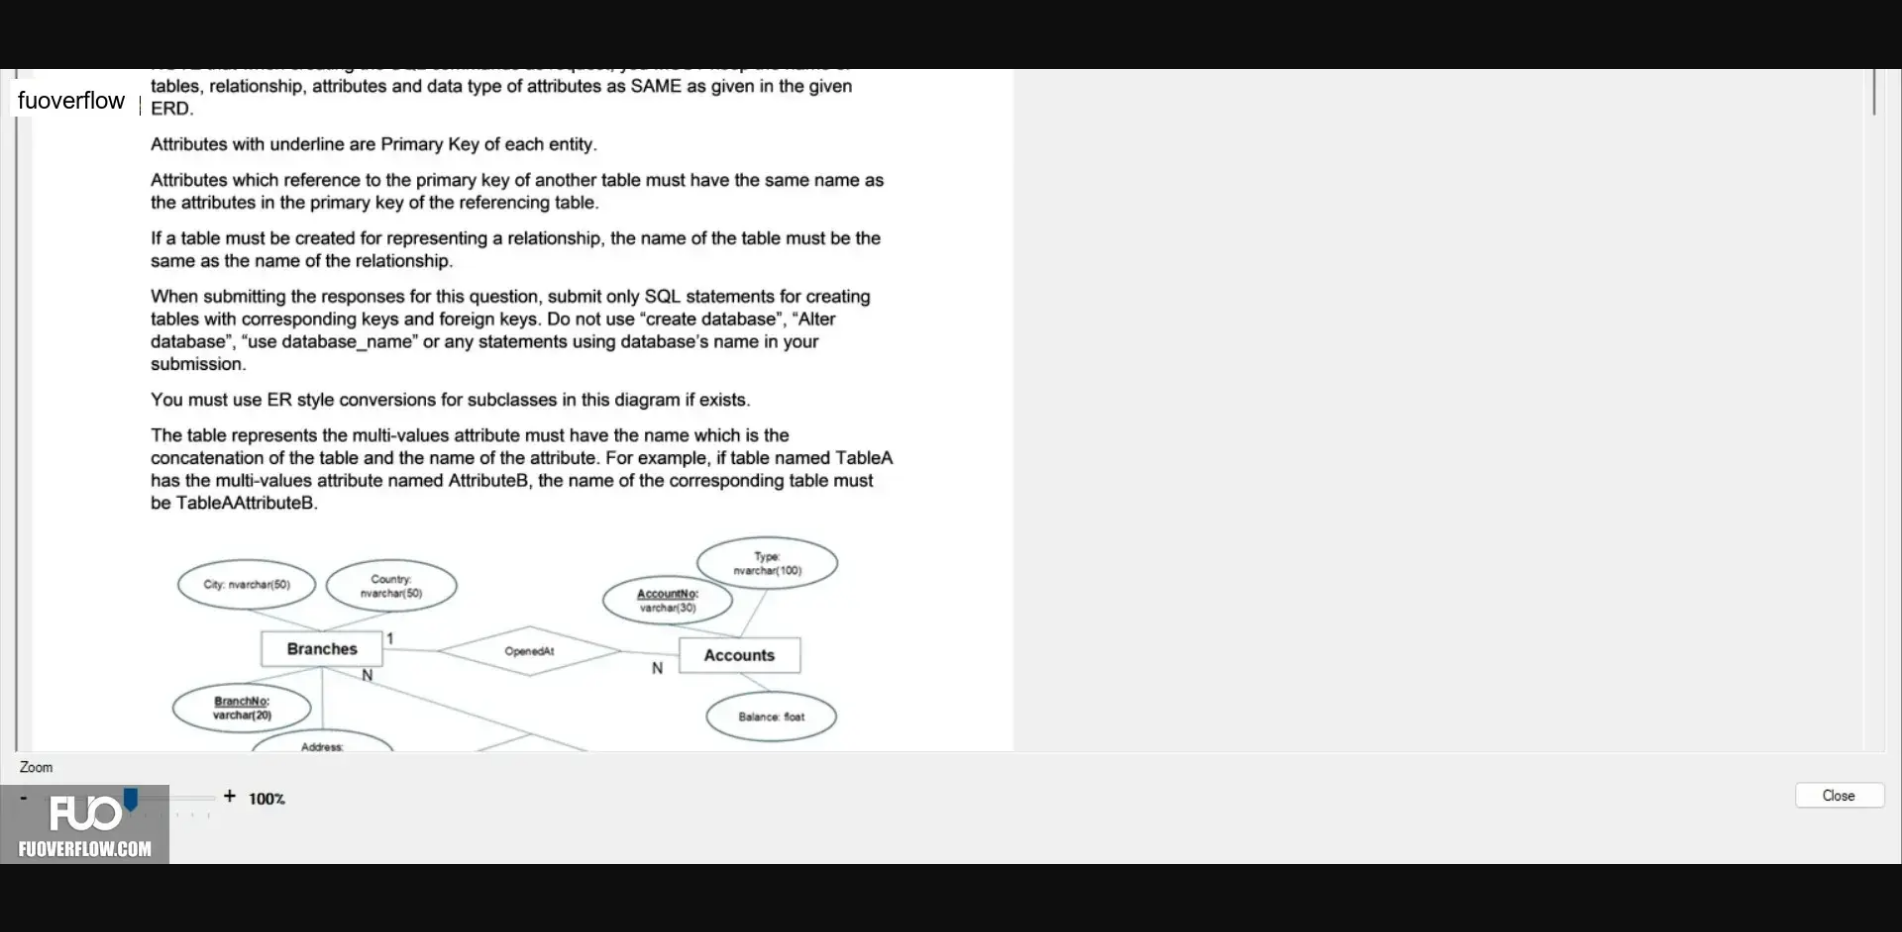 fuoverflow
tables, relationship, attributes and data type of attributes as SAME as given in the given
ERD.
Attributes with underline are Primary Key of each entity.
Attributes which reference to the primary key of another table must have the same name as
the attributes in the primary key of the referencing table.
If a table must be created for representing a relationship, the name of the table must be the
same as the name of the relationship.
When submitting the responses for this question, submit only SQL statements for creating
tables with corresponding keys and foreign keys. Do not use “create database”, “Alter
database”, “use database_name” or any statements using database’s name in your
submission.
You must use ER style conversions for subclasses in this diagram if exists.
The table represents the multi-values attribute must have the name which is the
concatenation of the table and the name of the attribute. For example, if table named TableA
has the multi-values attribute named AttributeB, the name of the corresponding table must
be TableAAttributeB.
City: nvarchar(50)
Country:
nvarchar(50)
Type:
nvarchar(100)
AccountNo:
varchar(30)
Branches
1
N
OpenedAt
N
Accounts
BranchNo:
varchar(20)
Balance: float
Address:
Zoom
- + 100%
Close
FUO
FUOVERFLOW.COM